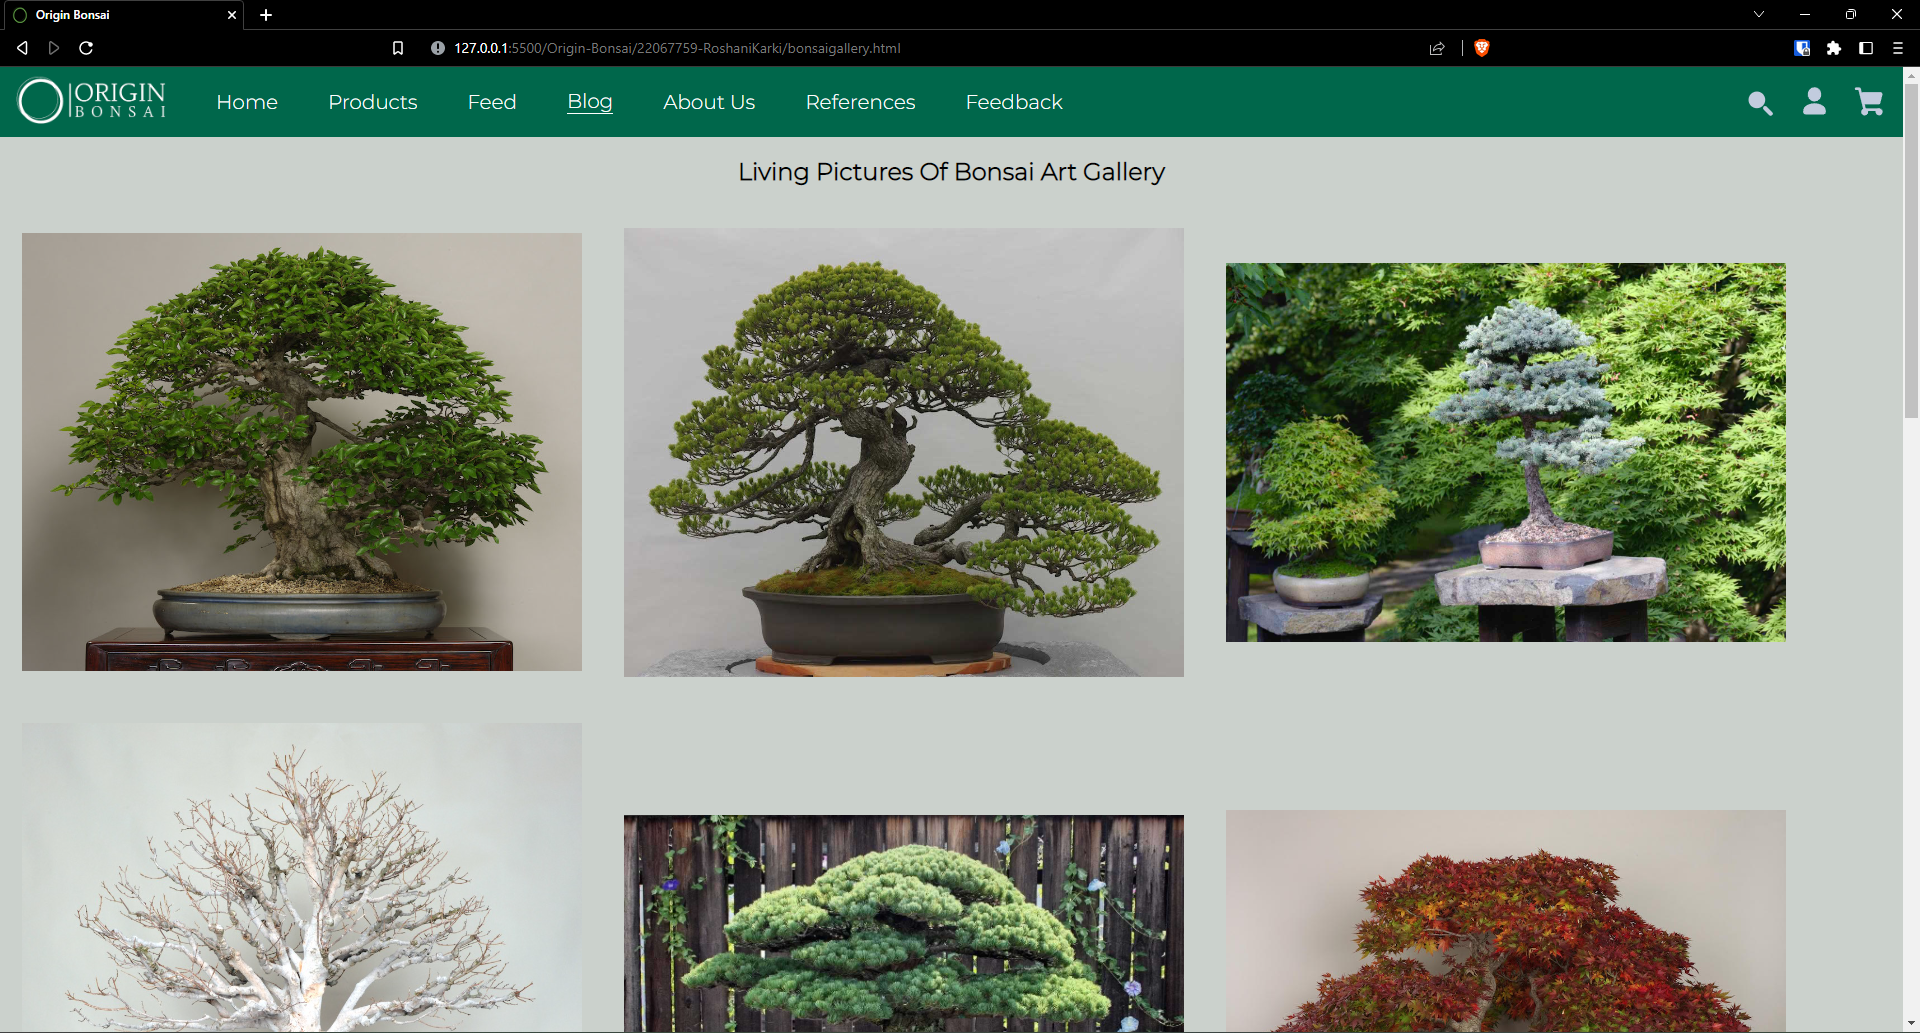 Origin Bonsai
127.0.0.1:5500/Origin-Bonsai/22067759-RoshaniKarki/bonsaigallery.html
ORIGIN
BONSAI
Home
Products
Feed
Blog
About Us
References
Feedback
Living Pictures Of Bonsai Art Gallery